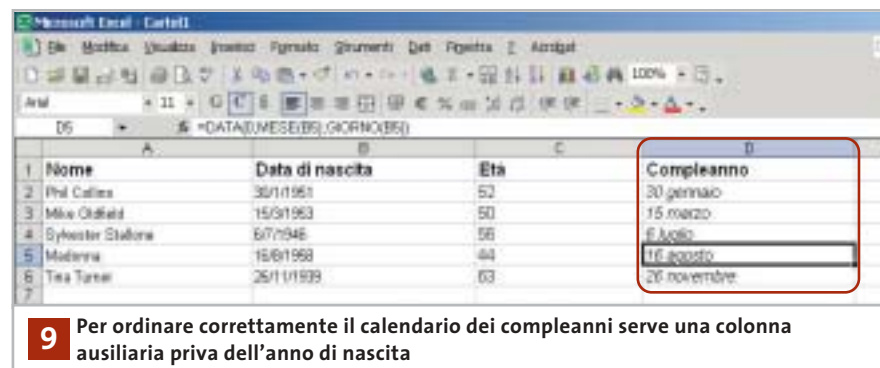 Microsoft Excel - Cartel1
File Modifica Visualizza Inserisci Formato Strumenti Dati Finestra ? Acrobat
100%
Arial 11 G C S
D5 =DATA(0;MESE(B5);GIORNO(B5))
A B C D
1 Nome Data di nascita Età Compleanno
2 Phil Collins 30/1/1951 52 30 gennaio
3 Mike Oldfield 15/3/1953 50 15 marzo
4 Sylvester Stallone 6/7/1946 56 6 luglio
5 Madonna 16/8/1958 44 16 agosto
6 Tina Turner 26/11/1939 63 26 novembre
7
9 Per ordinare correttamente il calendario dei compleanni serve una colonna
ausiliaria priva dell'anno di nascita